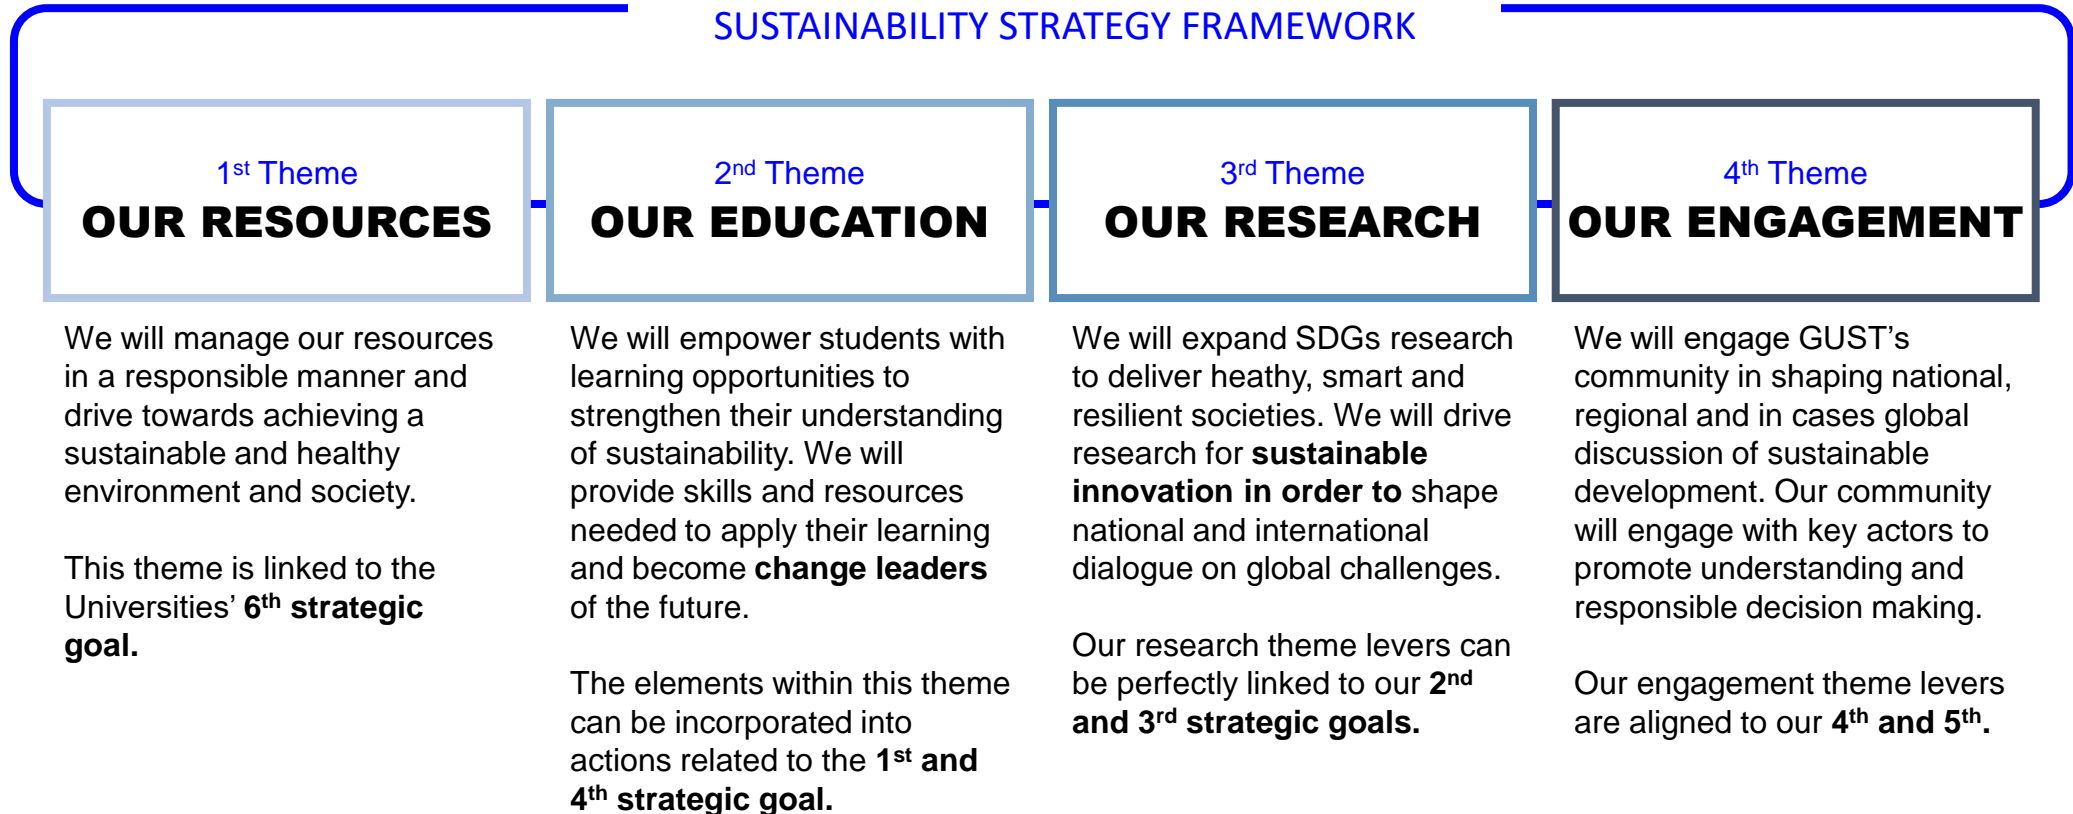 SUSTAINABILITY STRATEGY FRAMEWORK
1st Theme
OUR RESOURCES
We will manage our resources
in a responsible manner and
drive towards achieving a
sustainable and healthy
environment and society.
This theme is linked to the
Universities’ 6th strategic
goal.
2nd Theme
OUR EDUCATION
We will empower students with
learning opportunities to
strengthen their understanding
of sustainability. We will
provide skills and resources
needed to apply their learning
and become change leaders
of the future.
The elements within this theme
can be incorporated into
actions related to the 1st and
4th strategic goal.
3rd Theme
OUR RESEARCH
We will expand SDGs research
to deliver heathy, smart and
resilient societies. We will drive
research for sustainable
innovation in order to shape
national and international
dialogue on global challenges.
Our research theme levers can
be perfectly linked to our 2nd
and 3rd strategic goals.
4th Theme
OUR ENGAGEMENT
We will engage GUST’s
community in shaping national,
regional and in cases global
discussion of sustainable
development. Our community
will engage with key actors to
promote understanding and
responsible decision making.
Our engagement theme levers
are aligned to our 4th and 5th.